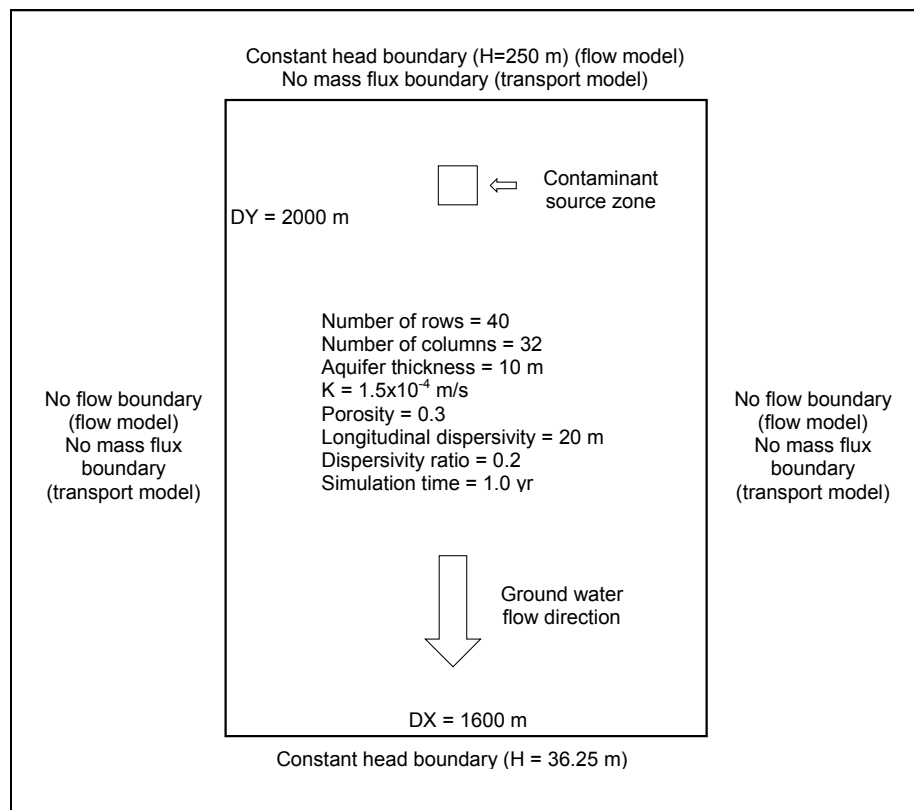 Constant head boundary (H=250 m) (flow model)
No mass flux boundary (transport model)
Contaminant
source zone
DY = 2000 m
Number of rows = 40
Number of columns = 32
Aquifer thickness = 10 m
K = 1.5x10⁻⁴ m/s
Porosity = 0.3
Longitudinal dispersivity = 20 m
Dispersivity ratio = 0.2
Simulation time = 1.0 yr
No flow boundary
(flow model)
No mass flux
boundary
(transport model)
No flow boundary
(flow model)
No mass flux
boundary
(transport model)
Ground water
flow direction
DX = 1600 m
Constant head boundary (H = 36.25 m)